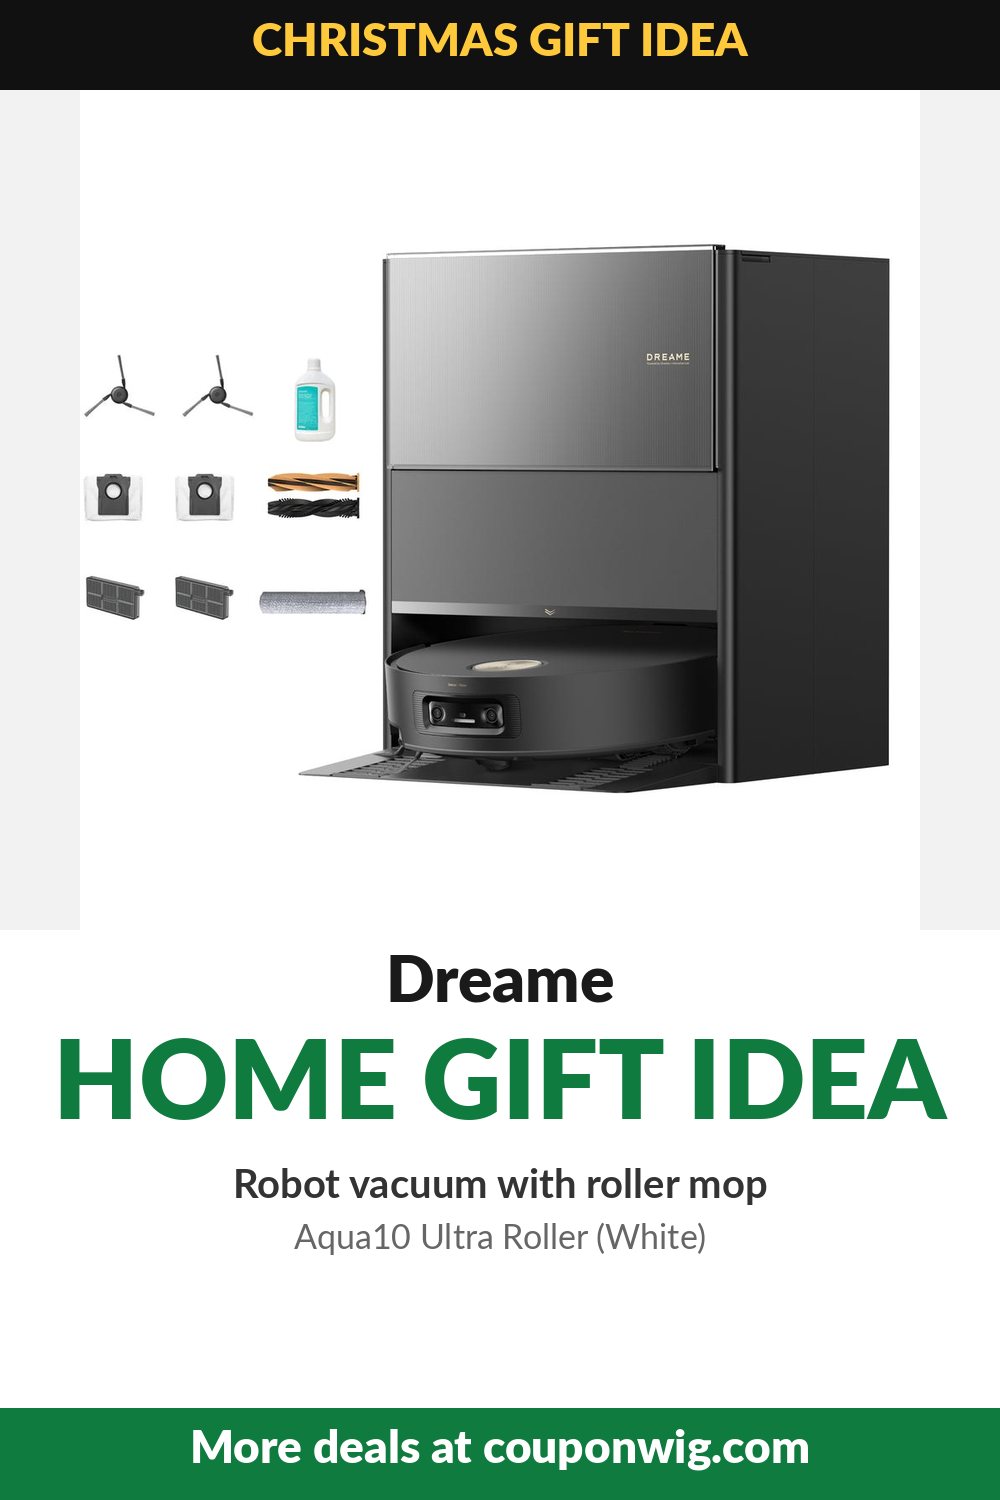 CHRISTMAS GIFT IDEA
DREAME
Dreame
HOME GIFT IDEA
Robot vacuum with roller mop
Aqua10 Ultra Roller (White)
More deals at couponwig.com